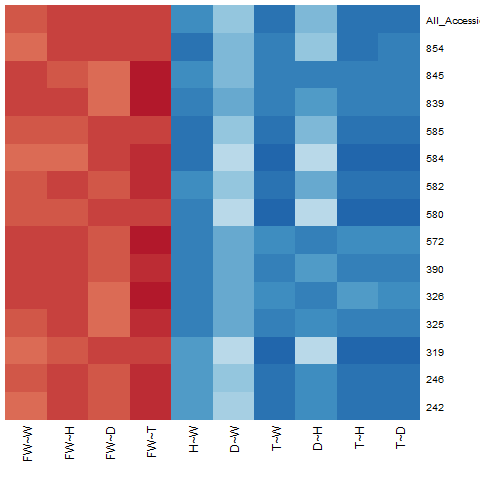 All_Accessio
854
845
839
585
584
582
580
572
390
326
325
319
246
242
FW~W
FW~H
FW~D
FW~T
H~W
D~W
T~W
D~H
T~H
T~D